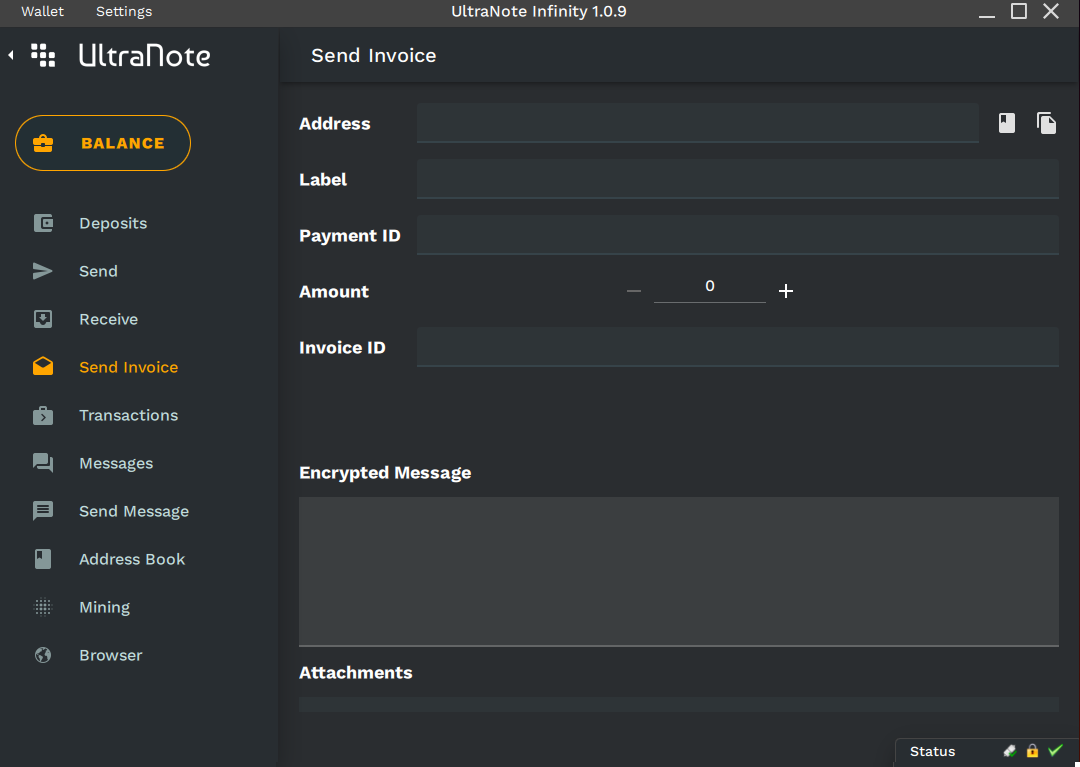 Wallet Settings UltraNote Infinity 1.0.9
UltraNote
Send Invoice
BALANCE
Deposits
Send
Receive
Send Invoice
Transactions
Messages
Send Message
Address Book
Mining
Browser
Address
Label
Payment ID
Amount 0
Invoice ID
Encrypted Message
Attachments
Status